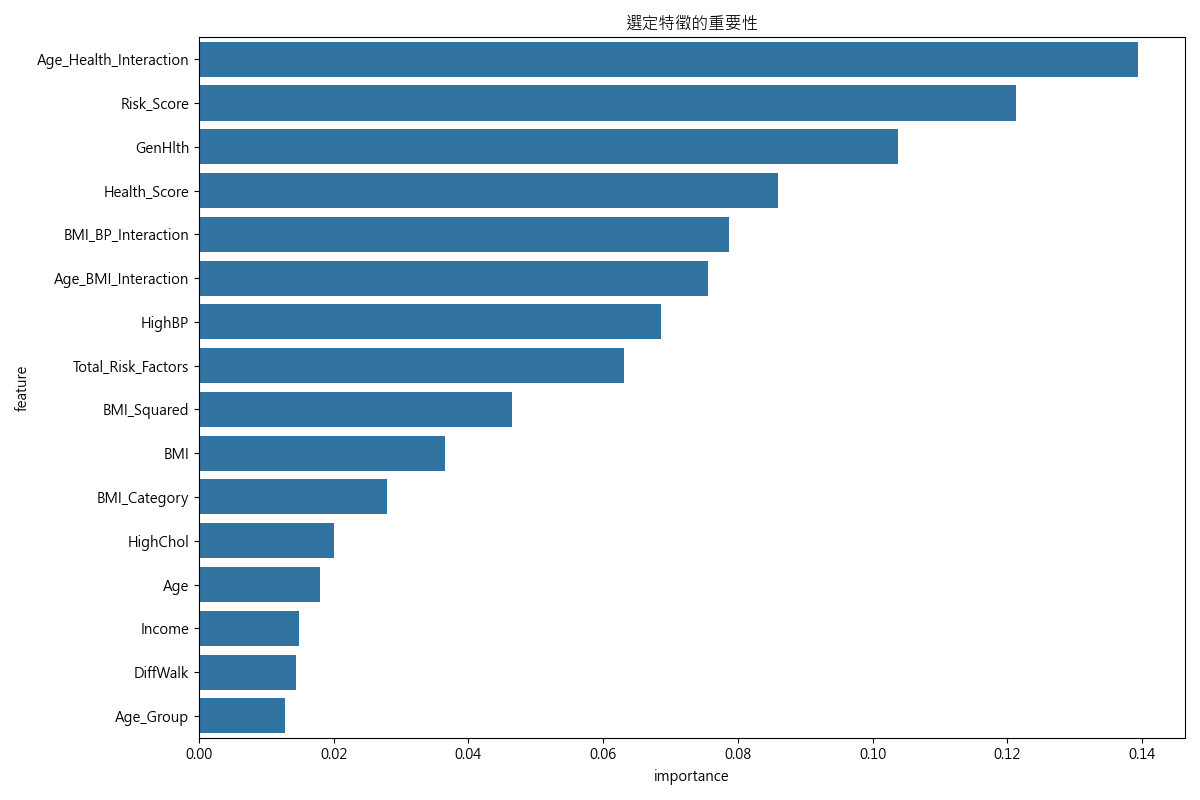 選定特徵的重要性
Age_Health_Interaction
Risk_Score
GenHlth
Health_Score
BMI_BP_Interaction
Age_BMI_Interaction
HighBP
Total_Risk_Factors
BMI_Squared
BMI
BMI_Category
HighChol
Age
Income
DiffWalk
Age_Group
feature
0.00 0.02 0.04 0.06 0.08 0.10 0.12 0.14
importance